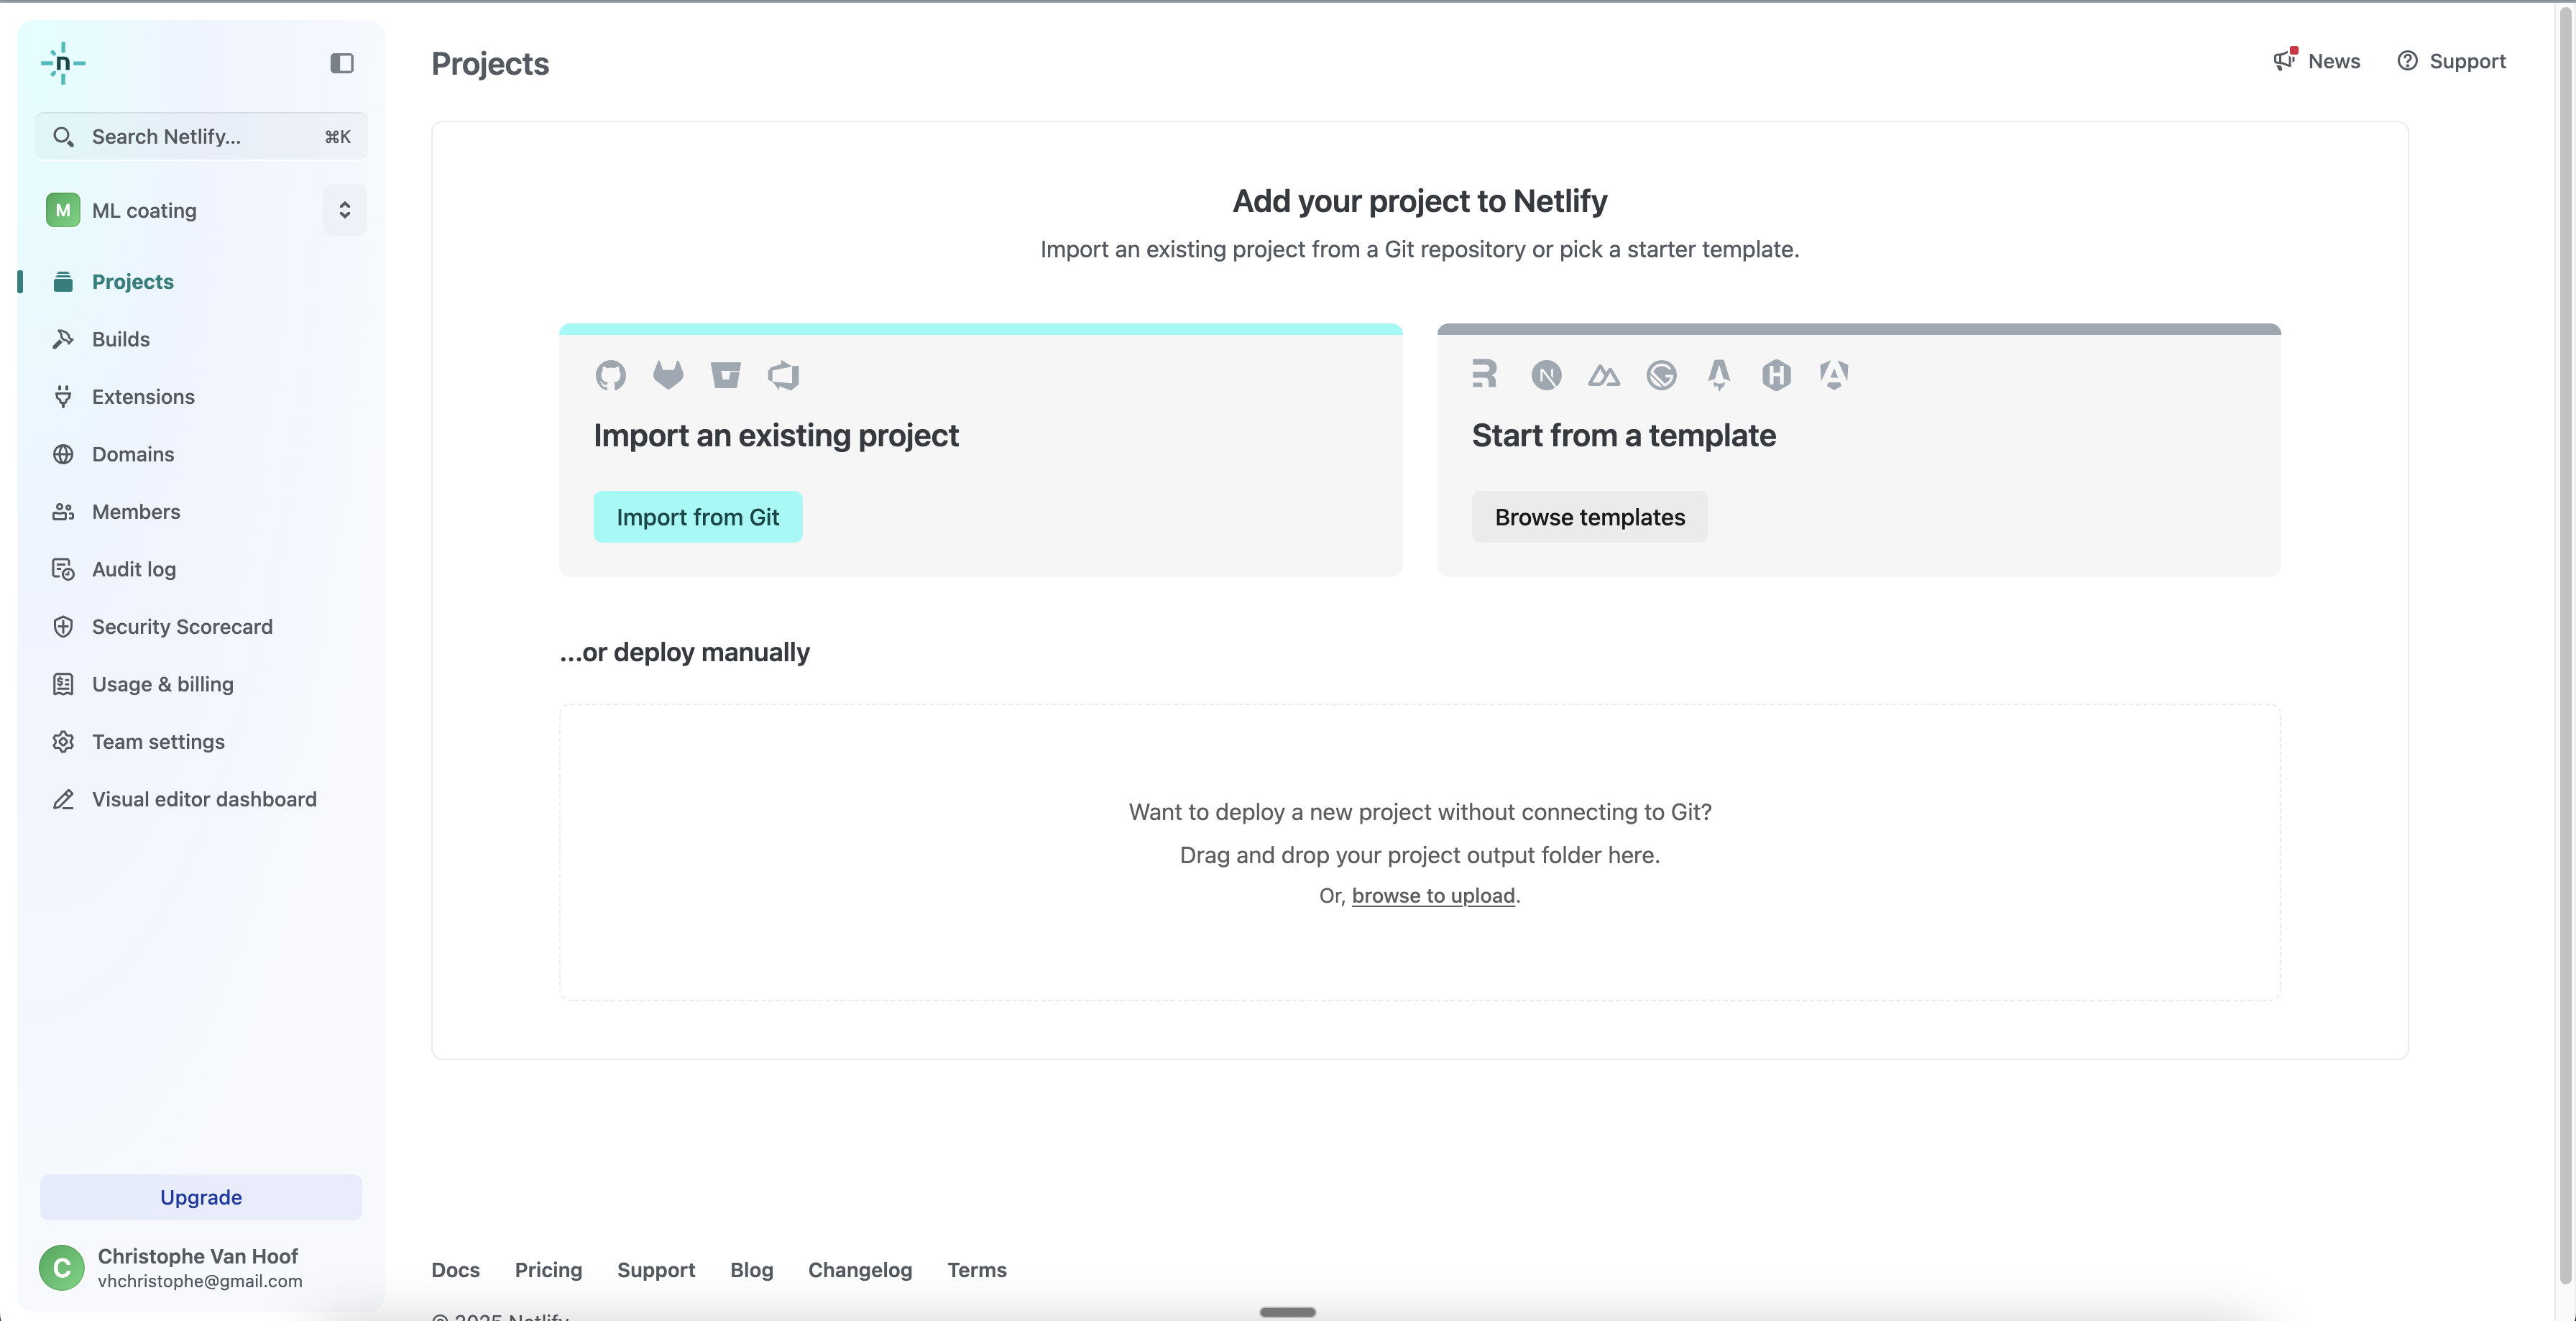 n
Search Netlify...
⌘K
M
ML coating
Projects
Builds
Extensions
Domains
Members
Audit log
Security Scorecard
Usage & billing
Team settings
Visual editor dashboard
Upgrade
C
Christophe Van Hoof
vhchristophe@gmail.com
Projects
News
Support
Add your project to Netlify
Import an existing project from a Git repository or pick a starter template.
Import an existing project
Import from Git
Start from a template
Browse templates
...or deploy manually
Want to deploy a new project without connecting to Git?
Drag and drop your project output folder here.
Or, browse to upload.
Docs
Pricing
Support
Blog
Changelog
Terms
© 2025 Netlify